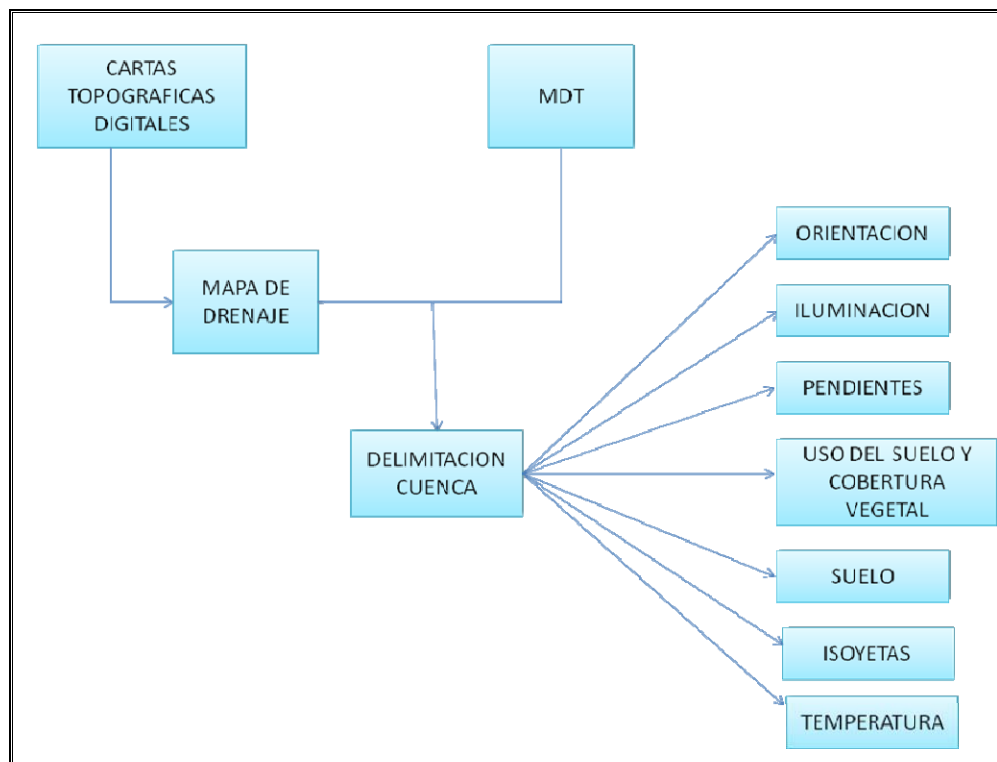 CARTAS
TOPOGRAFICAS
DIGITALES
MDT
MAPA DE
DRENAJE
DELIMITACION
CUENCA
ORIENTACION
ILUMINACION
PENDIENTES
USO DEL SUELO Y
COBERTURA
VEGETAL
SUELO
ISOYETAS
TEMPERATURA